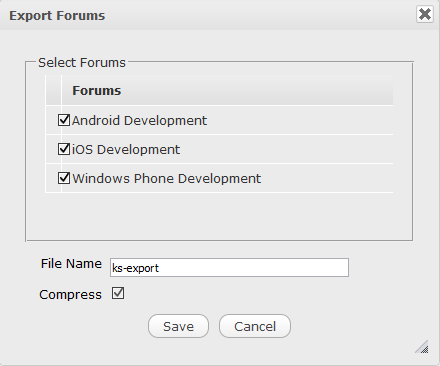 Export Forums
Select Forums
Forums
Android Development
iOS Development
Windows Phone Development
File Name ks-export
Compress
Save Cancel